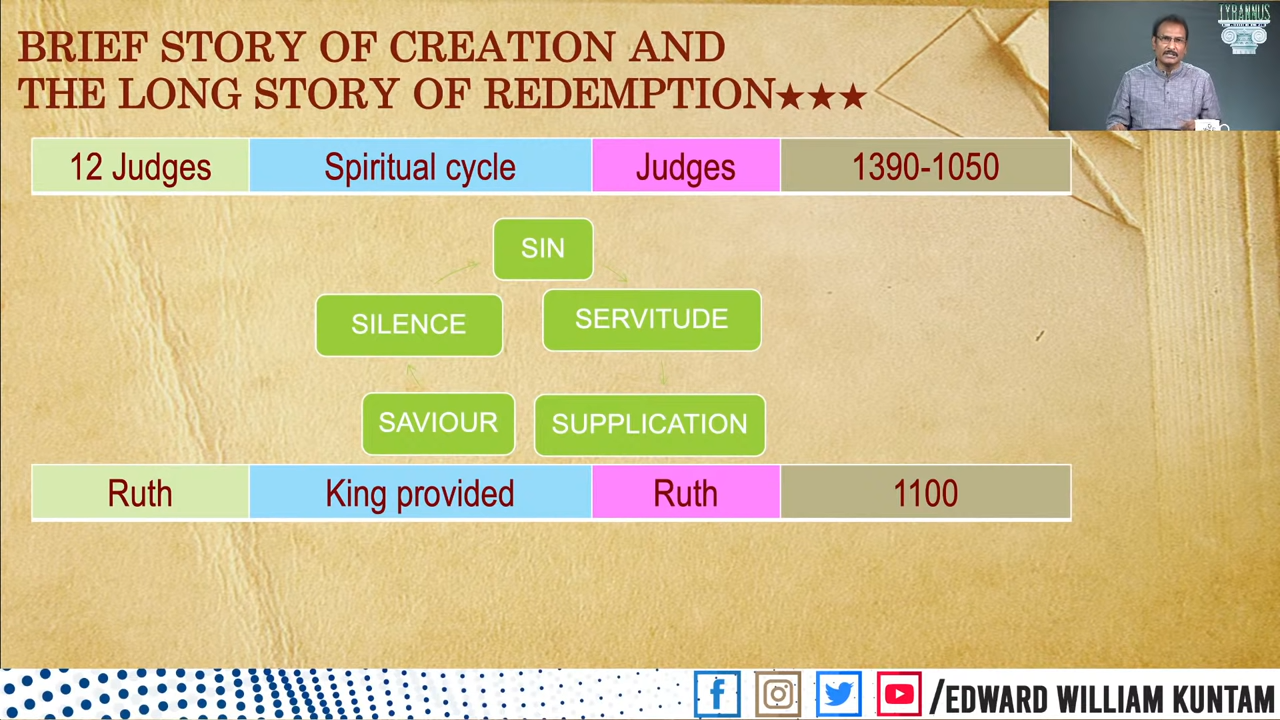 BRIEF STORY OF CREATION AND
THE LONG STORY OF REDEMPTION★★★
TYRANNUS
12 Judges Spiritual cycle Judges 1390-1050
SIN
SILENCE SERVITUDE
SAVIOUR SUPPLICATION
Ruth King provided Ruth 1100
/EDWARD WILLIAM KUNTAM